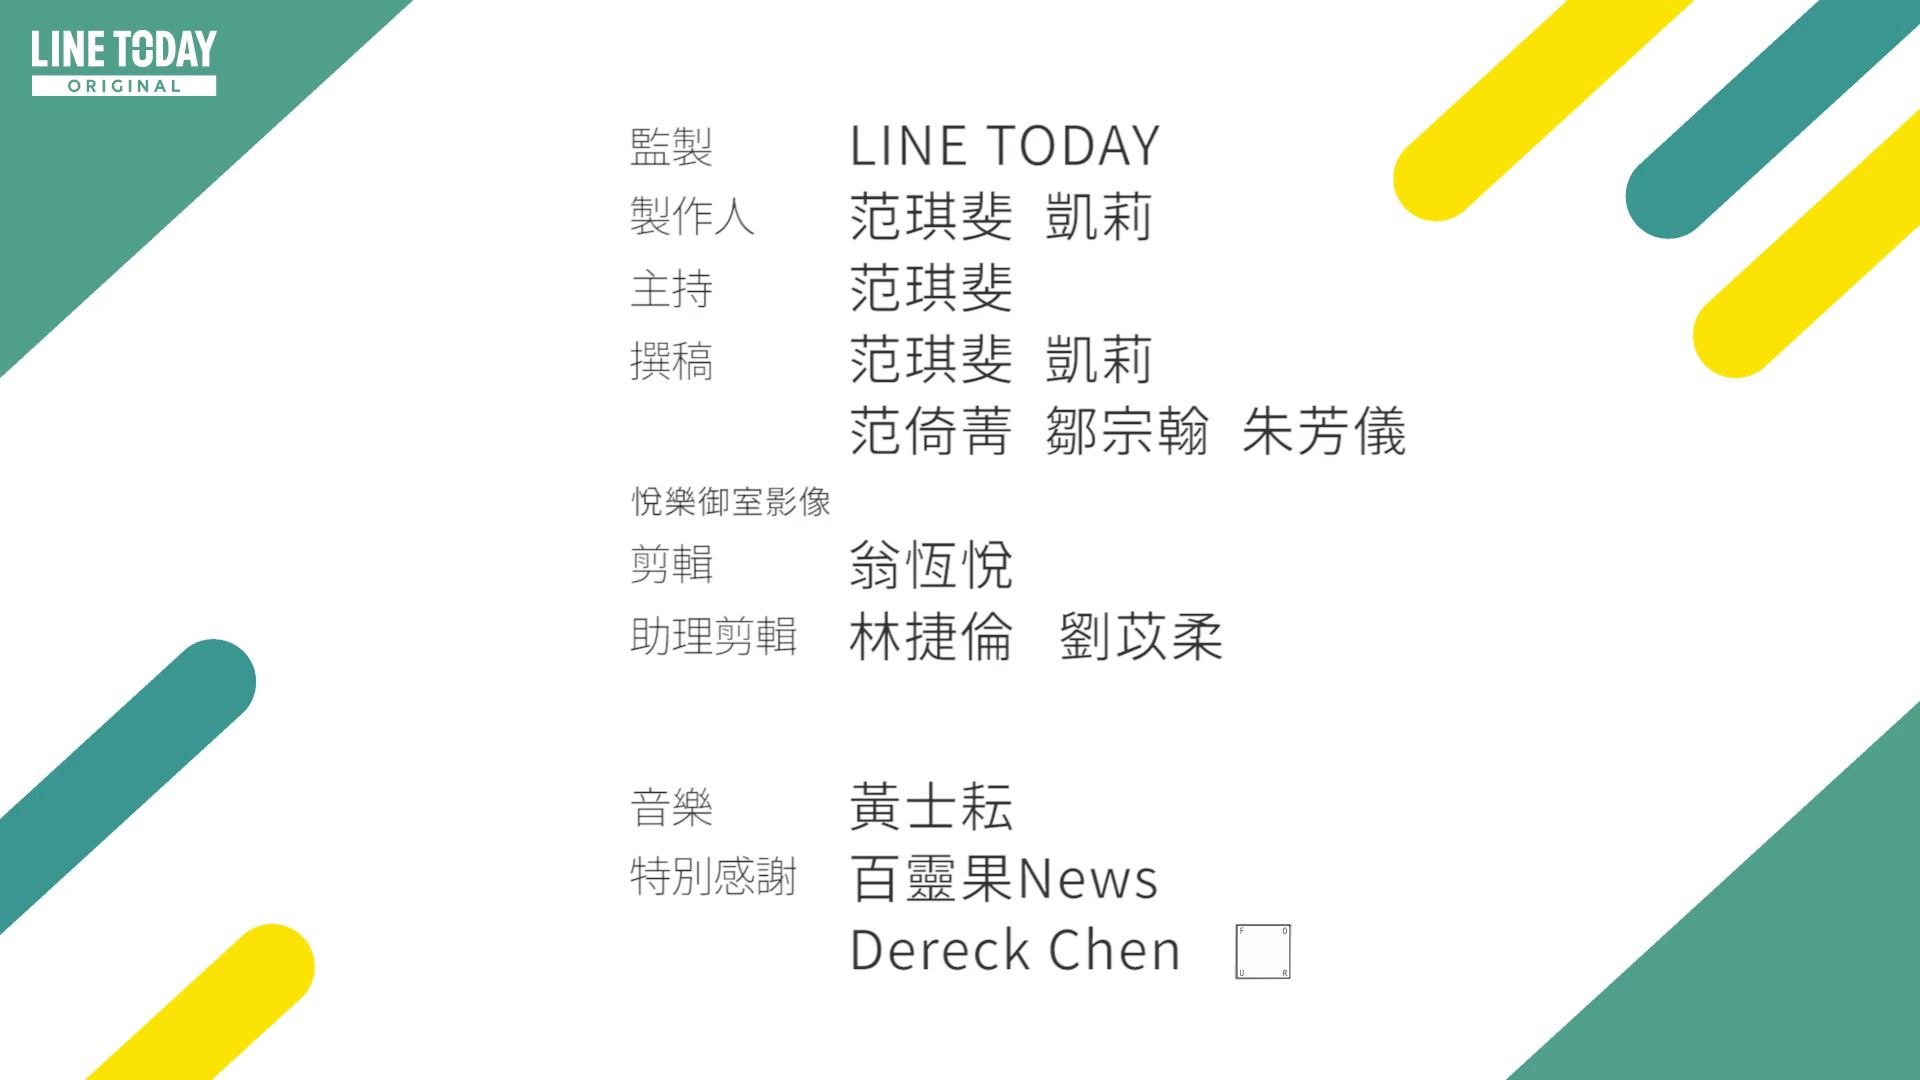 LINE TODAY
ORIGINAL
監製 LINE TODAY
製作人 范琪斐 凱莉
主持 范琪斐
撰稿 范琪斐 凱莉
范倚菁 鄒宗翰 朱芳儀
悅樂御室影像
剪輯 翁恆悅
助理剪輯 林捷倫 劉苡柔
音樂 黃士耘
特別感謝 百靈果News
Dereck Chen
F O
U R